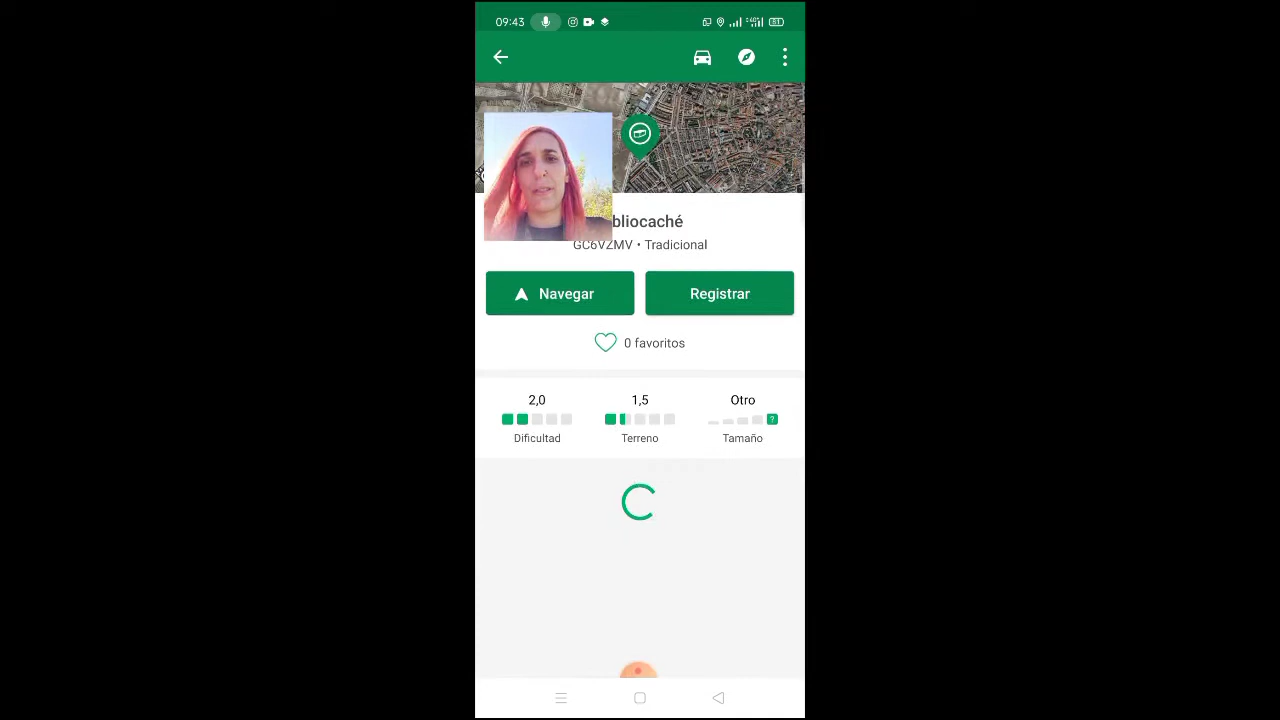 09:43
bliocaché
GC6VZMV • Tradicional
Navegar
Registrar
0 favoritos
2,0
1,5
Otro
?
Dificultad
Terreno
Tamaño